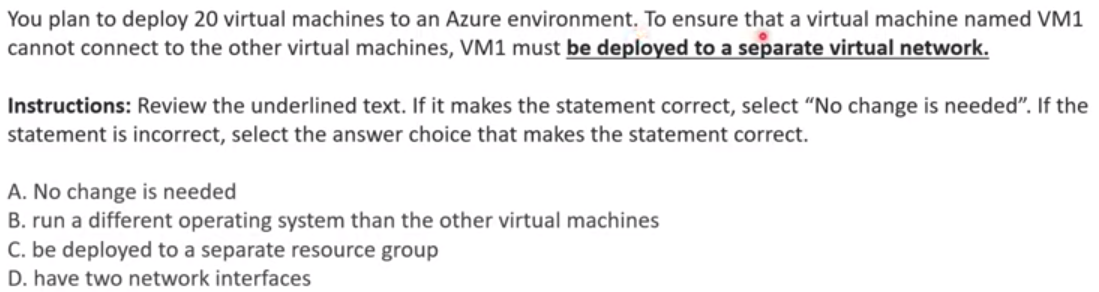 You plan to deploy 20 virtual machines to an Azure environment. To ensure that a virtual machine named VM1
cannot connect to the other virtual machines, VM1 must be deployed to a separate virtual network.
Instructions: Review the underlined text. If it makes the statement correct, select “No change is needed”. If the
statement is incorrect, select the answer choice that makes the statement correct.
A. No change is needed
B. run a different operating system than the other virtual machines
C. be deployed to a separate resource group
D. have two network interfaces